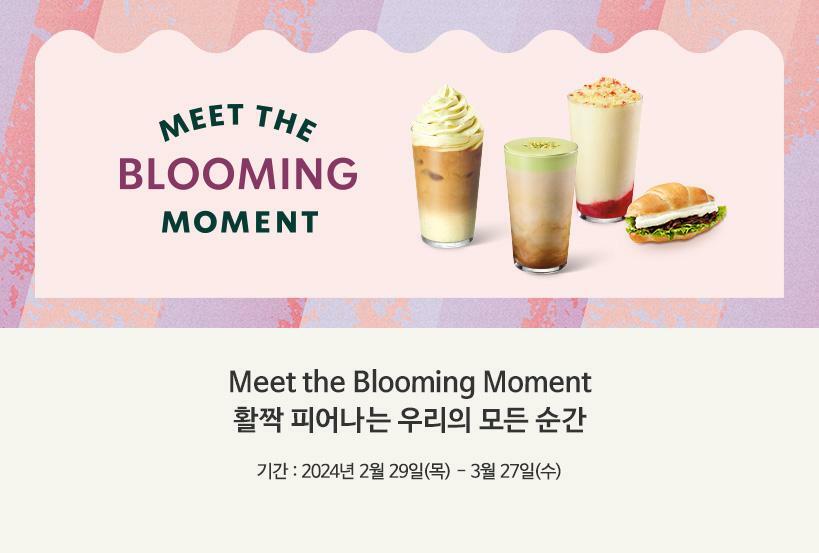 MEET THE
BLOOMING
MOMENT
Meet the Blooming Moment
활짝 피어나는 우리의 모든 순간
기간 : 2024년 2월 29일(목) - 3월 27일(수)